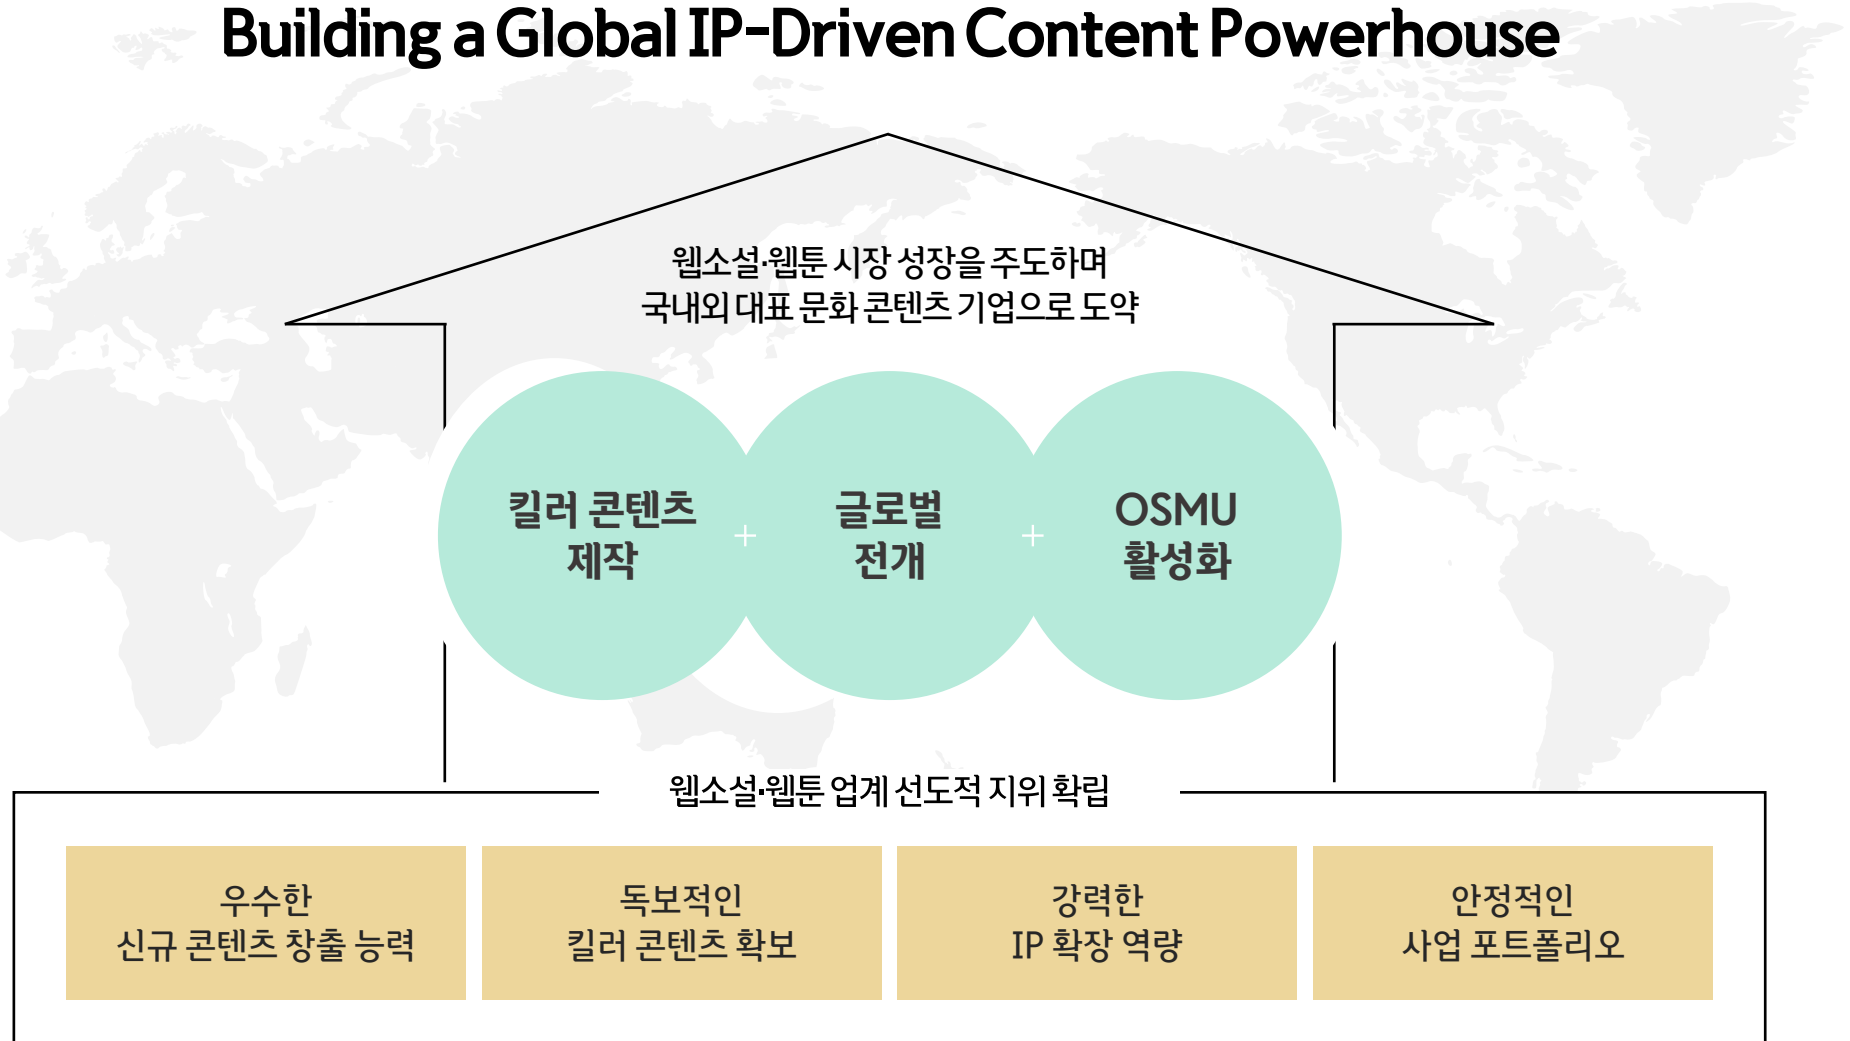 Building a Global IP-Driven Content Powerhouse
웹소설·웹툰 시장 성장을 주도하며
국내외 대표 문화 콘텐츠 기업으로 도약
킬러 콘텐츠
제작
+
글로벌
전개
+
OSMU
활성화
웹소설·웹툰 업계 선도적 지위 확립
우수한
신규 콘텐츠 창출 능력
독보적인
킬러 콘텐츠 확보
강력한
IP 확장 역량
안정적인
사업 포트폴리오